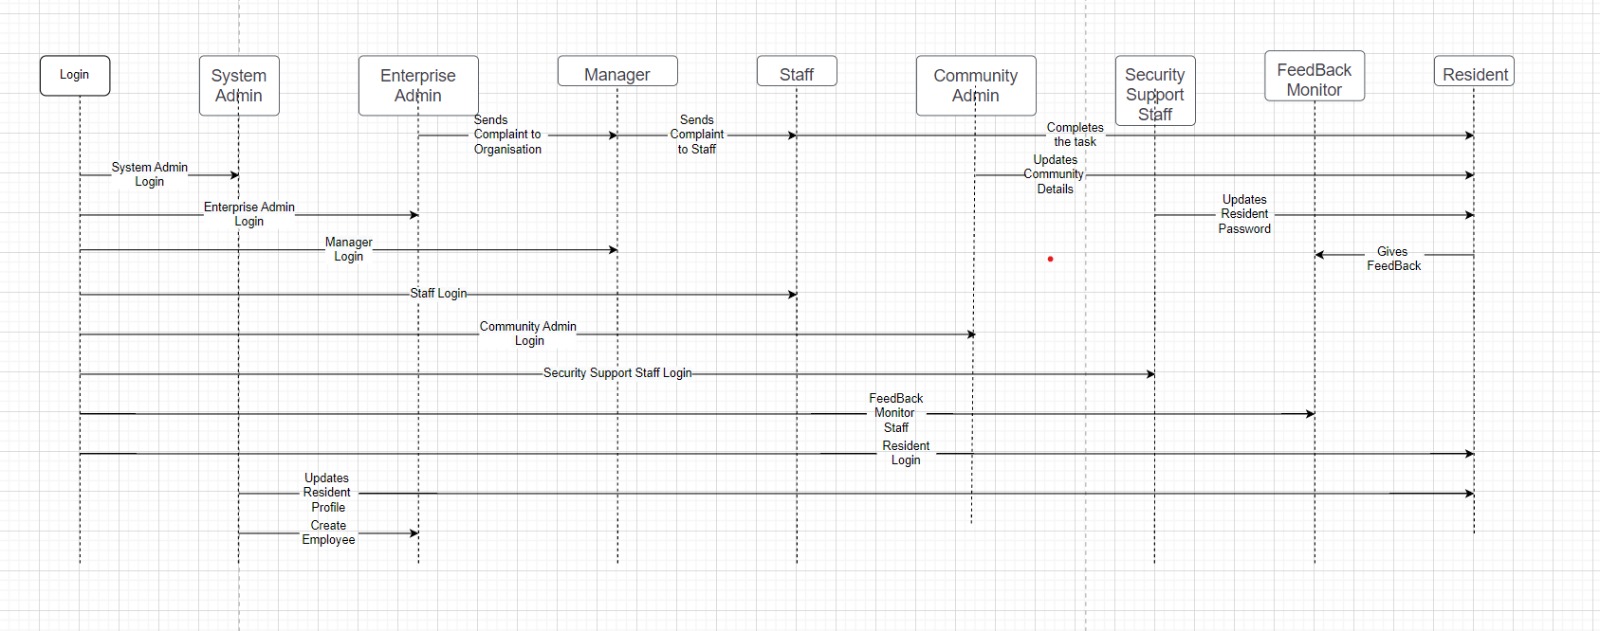 Login
System
Admin
Enterprise
Admin
Manager
Staff
Community
Admin
Security
Support
Staff
FeedBack
Monitor
Resident
Sends
Complaint to
Organisation
Sends
Complaint
to Staff
Completes
the task
System Admin
Login
Updates
Community
Details
Enterprise Admin
Login
Updates
Resident
Password
Manager
Login
Gives
FeedBack
Staff Login
Community Admin
Login
Security Support Staff Login
FeedBack
Monitor
Staff
Resident
Login
Updates
Resident
Profile
Create
Employee